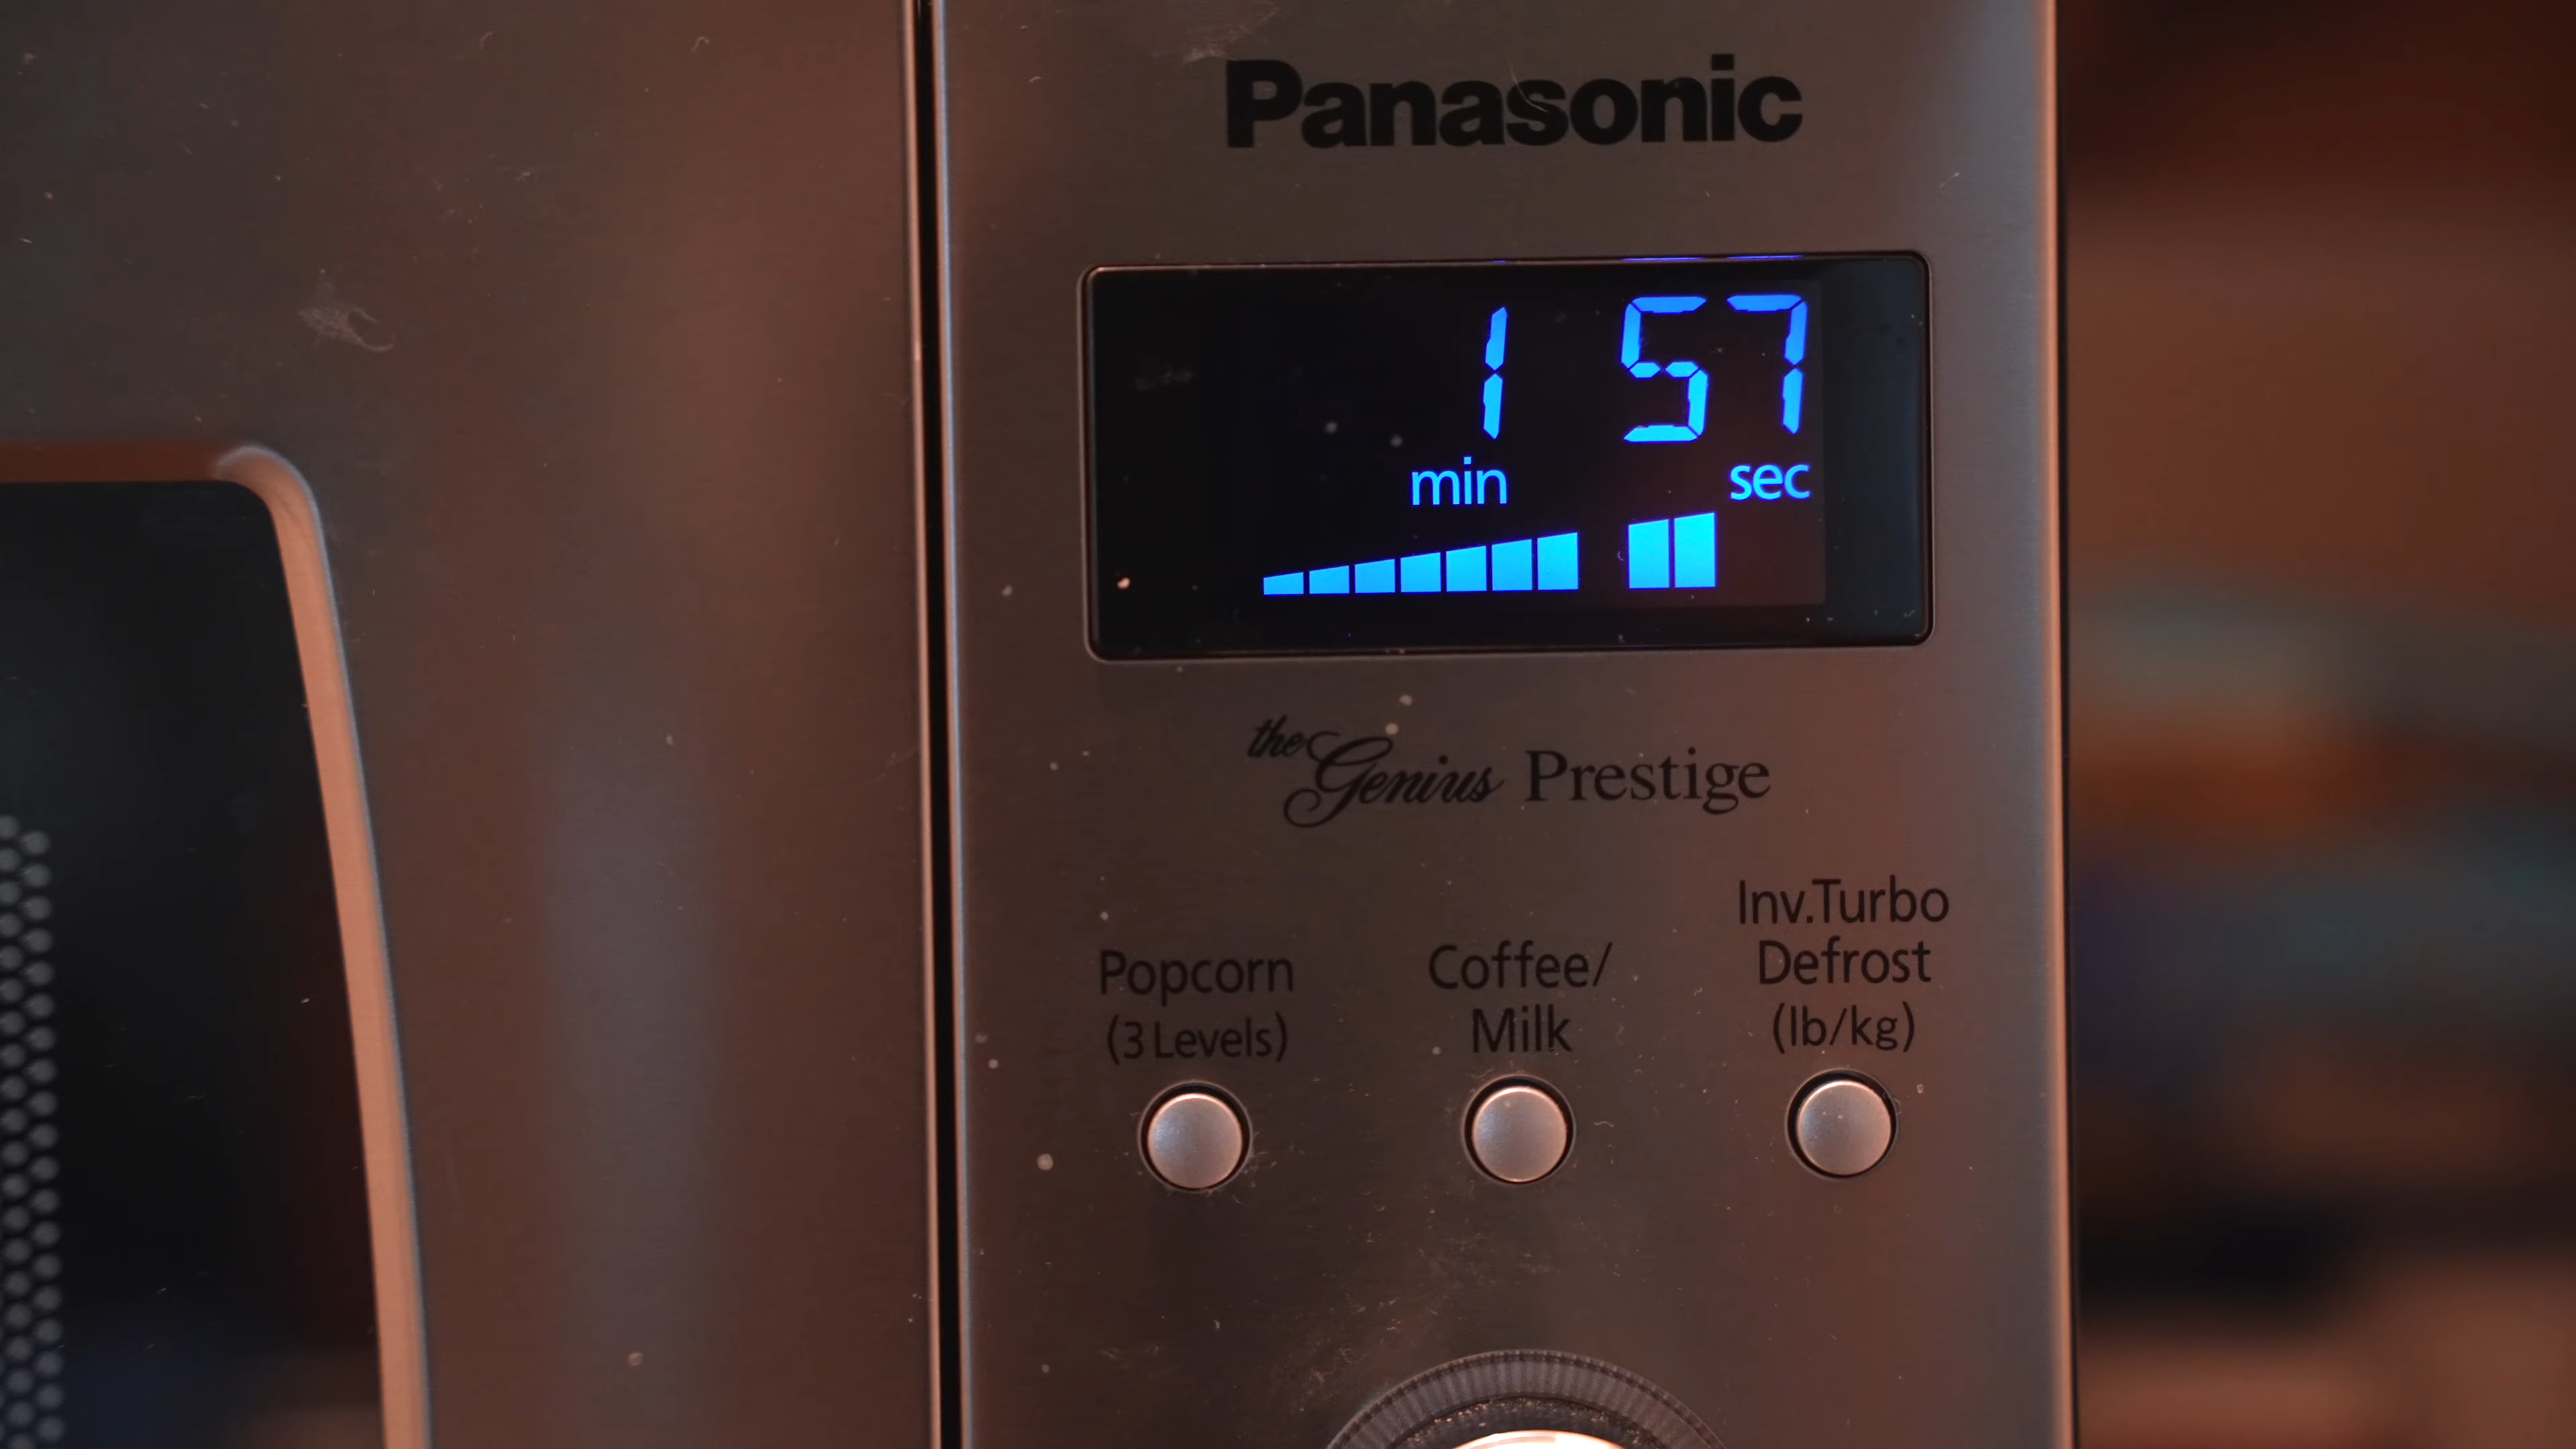 Panasonic
1 57
min sec
the Genius Prestige
Popcorn
(3 Levels)
Coffee/
Milk
Inv.Turbo
Defrost
(lb/kg)